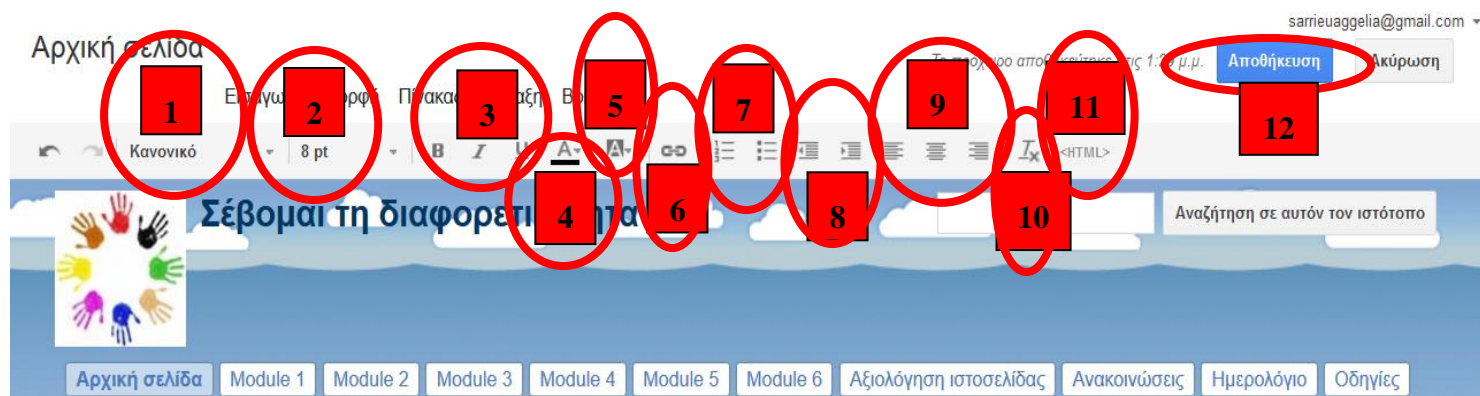 sarrieuaggelia@gmail.com
Αρχική σελίδα
Αποθήκευση
Ακύρωση
1
2
3
5
7
9
11
12
Κανονικό
8 pt
B I U A A
<HTML>
4
6
8
10
Σέβομαι τη
Αναζήτηση σε αυτόν τον ιστότοπο
Αρχική σελίδα Module 1 Module 2 Module 3 Module 4 Module 5 Module 6 Αξιολόγηση ιστοσελίδας Ανακοινώσεις Ημερολόγιο Οδηγίες